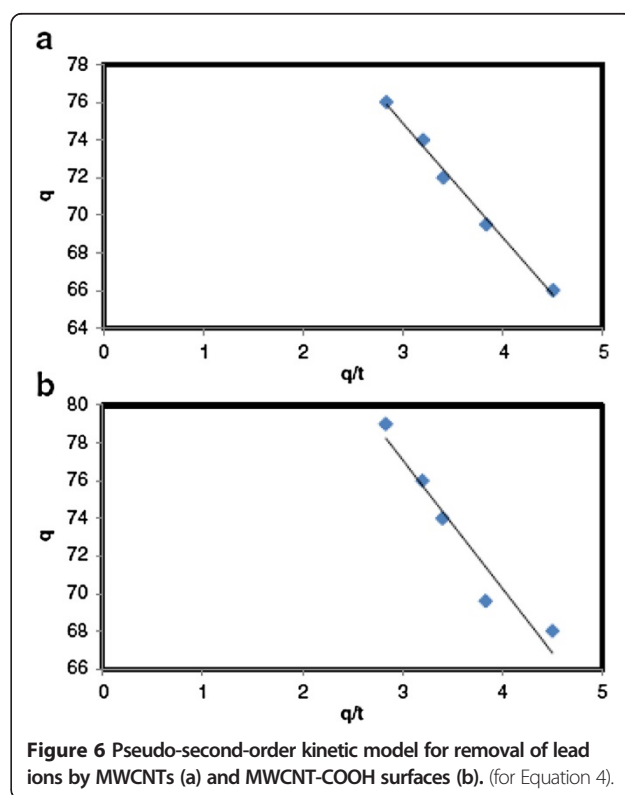 a
78
76
74
72
70
68
66
64
q
0 1 2 3 4 5
q/t
b
80
78
76
74
72
70
68
66
q
0 1 2 3 4 5
q/t
Figure 6 Pseudo-second-order kinetic model for removal of lead
ions by MWCNTs (a) and MWCNT-COOH surfaces (b). (for Equation 4).